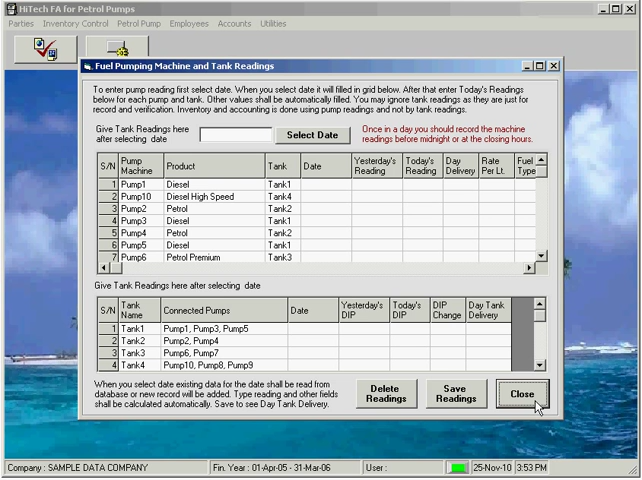 HiTech FA for Petrol Pumps
Parties Inventory Control Petrol Pump Employees Accounts Utilities
Fuel Pumping Machine and Tank Readings
To enter pump reading first select date. When you select date it will filled in grid below. After that enter Today's Readings
below for each pump and tank. Other values shall be automatically filled. You may ignore tank readings as they are just for
record and verification. Inventory and accounting is done using pump readings and not by tank readings.
Give Tank Readings here
after selecting date
Select Date
Once in a day you should record the machine
readings before midnight or at the closing hours.
S/N Pump Machine Product Tank Date Yesterday's Reading Today's Reading Day Delivery Rate Per Lt. Fuel Type
1 Pump1 Diesel Tank1
2 Pump10 Diesel High Speed Tank4
3 Pump2 Petrol Tank2
4 Pump3 Diesel Tank1
5 Pump4 Petrol Tank2
6 Pump5 Diesel Tank1
7 Pump6 Petrol Premium Tank3
Give Tank Readings here after selecting date
S/N Tank Name Connected Pumps Date Yesterday's DIP Today's DIP DIP Change Day Tank Delivery
1 Tank1 Pump1, Pump3, Pump5
2 Tank2 Pump2, Pump4
3 Tank3 Pump6, Pump7
4 Tank4 Pump10, Pump8, Pump9
When you select date existing data for the date shall be read from
database or new record will be added. Type reading and other fields
shall be calculated automatically. Save to see Day Tank Delivery.
Delete Readings
Save Readings
Close
Company : SAMPLE DATA COMPANY Fin. Year : 01-Apr-05 - 31-Mar-06 User : 25-Nov-10 3:53 PM